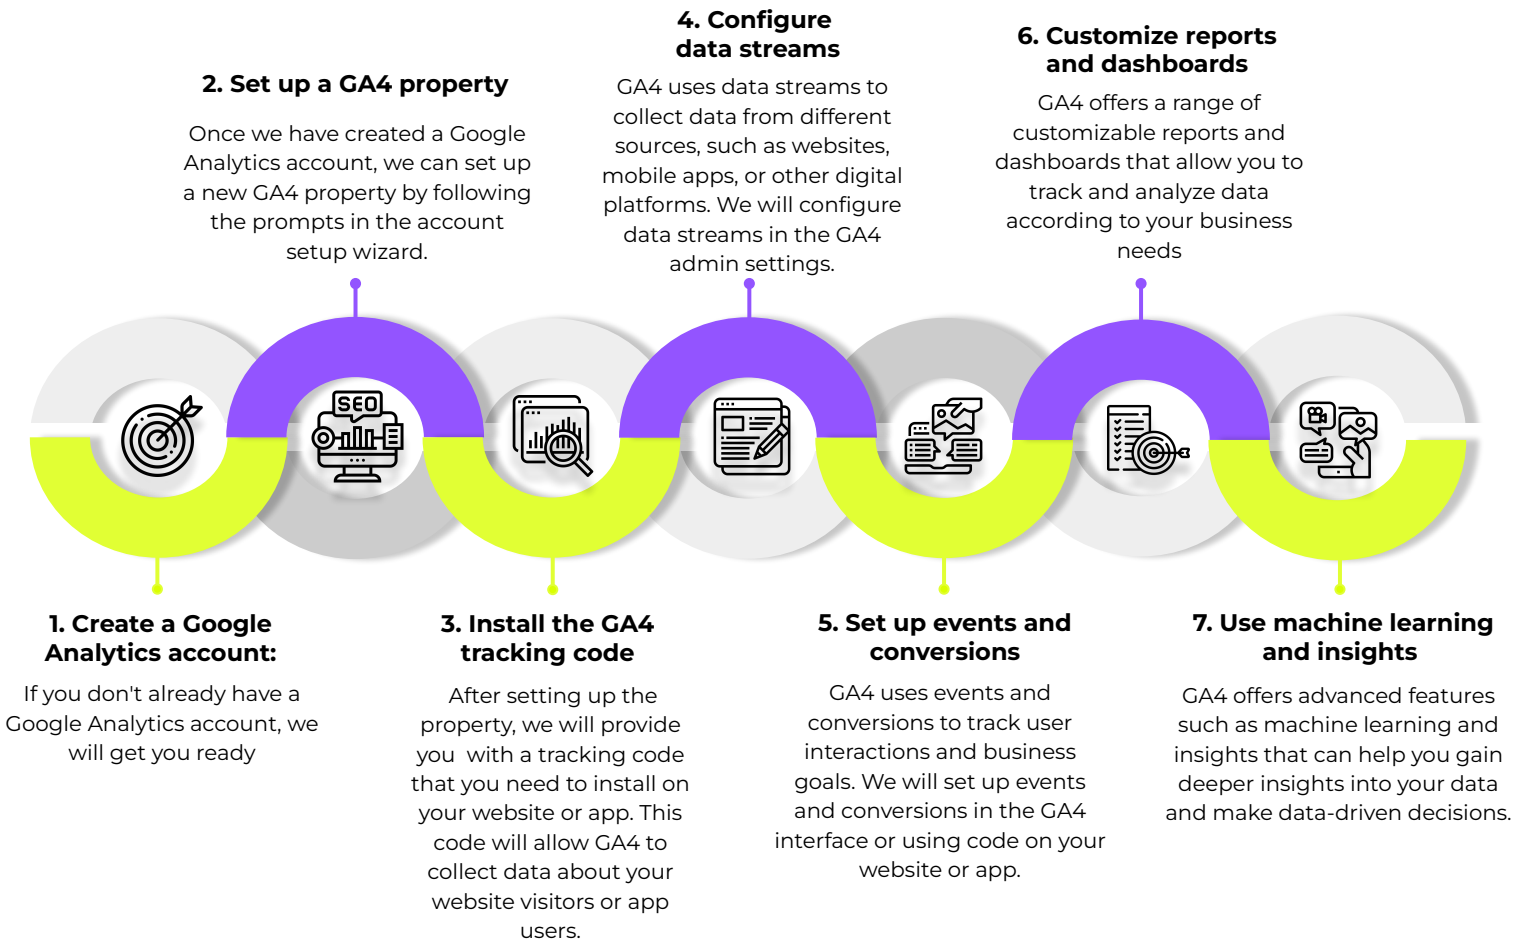 1. Create a Google
Analytics account:
If you don't already have a
Google Analytics account, we
will get you ready
2. Set up a GA4 property
Once we have created a Google
Analytics account, we can set up
a new GA4 property by following
the prompts in the account
setup wizard.
SEO
3. Install the GA4
tracking code
After setting up the
property, we will provide
you  with a tracking code
that you need to install on
your website or app. This
code will allow GA4 to
collect data about your
website visitors or app
users.
4. Configure
data streams
GA4 uses data streams to
collect data from different
sources, such as websites,
mobile apps, or other digital
platforms. We will configure
data streams in the GA4
admin settings.
5. Set up events and
conversions
GA4 uses events and
conversions to track user
interactions and business
goals. We will set up events
and conversions in the GA4
interface or using code on your
website or app.
6. Customize reports
and dashboards
GA4 offers a range of
customizable reports and
dashboards that allow you to
track and analyze data
according to your business
needs
7. Use machine learning
and insights
GA4 offers advanced features
such as machine learning and
insights that can help you gain
deeper insights into your data
and make data-driven decisions.